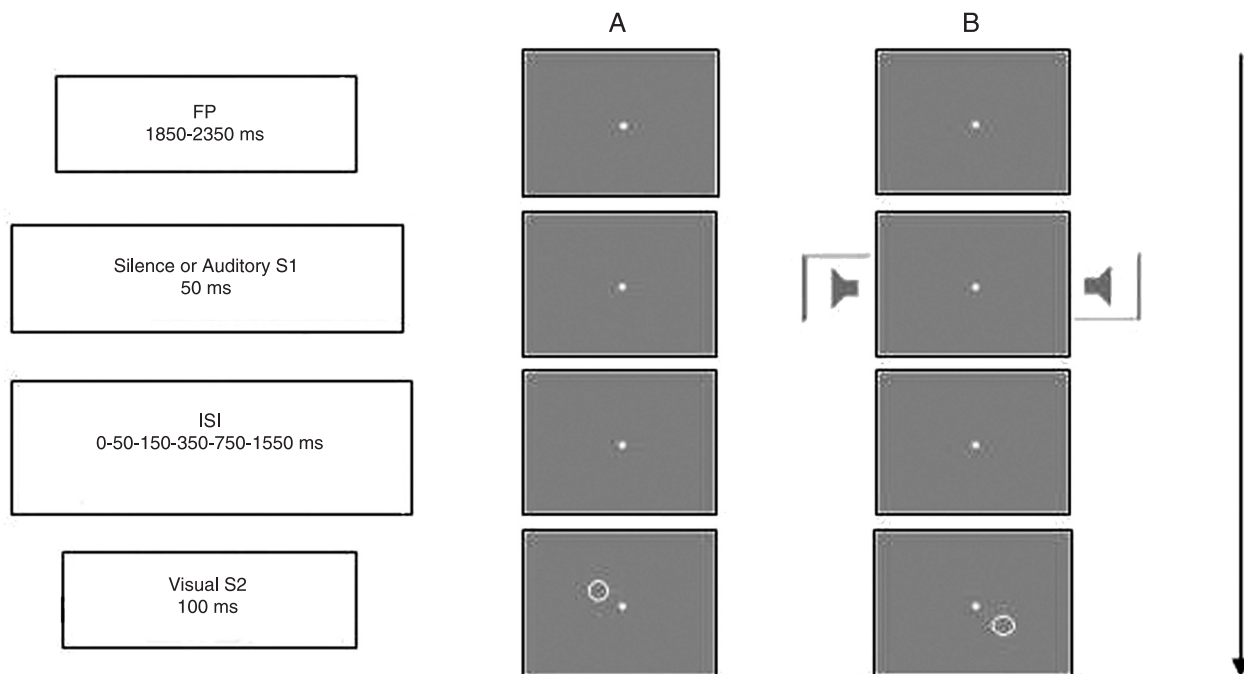 A
B
FP
1850-2350 ms
Silence or Auditory S1
50 ms
ISI
0-50-150-350-750-1550 ms
Visual S2
100 ms